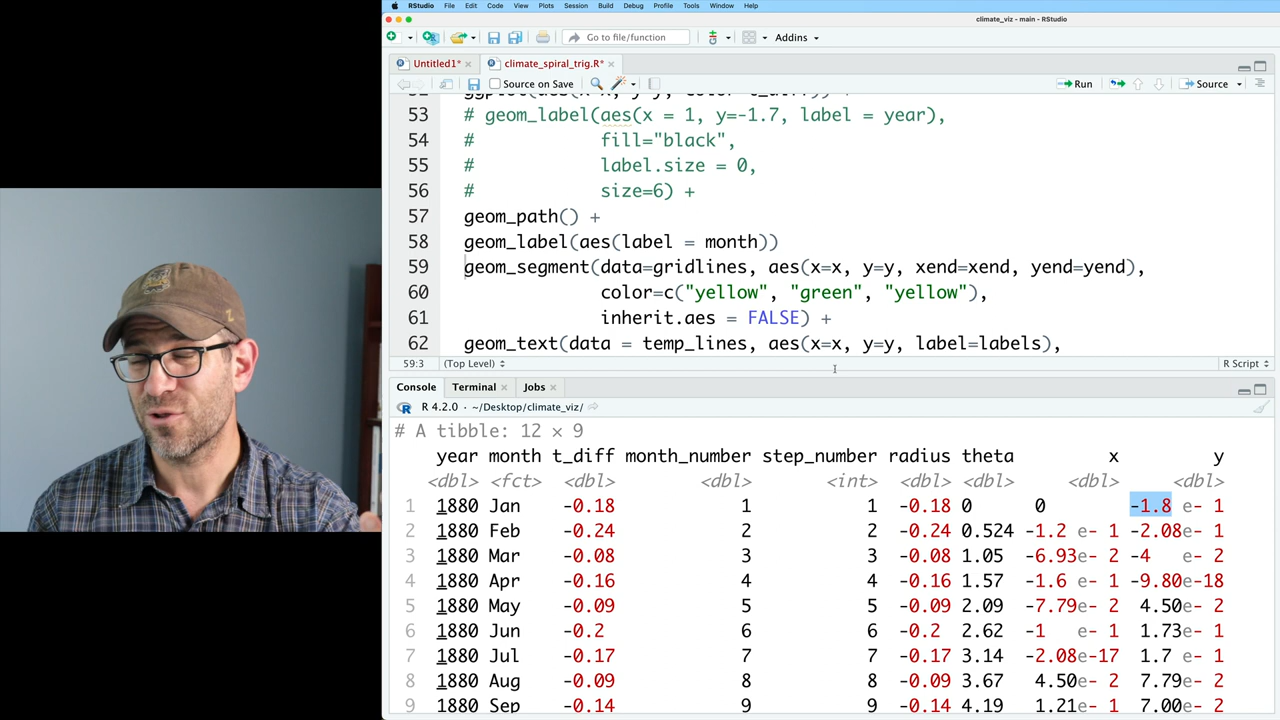 RStudio File Edit Code View Plots Session Build Debug Profile Tools Window Help
climate_viz - main - RStudio
Go to file/function Addins
Untitled1* climate_spiral_trig.R*
Source on Save Run Source
53 # geom_label(aes(x = 1, y=-1.7, label = year),
54 # fill="black",
55 # label.size = 0,
56 # size=6) +
57 geom_path() +
58 geom_label(aes(label = month))
59 geom_segment(data=gridlines, aes(x=x, y=y, xend=xend, yend=yend),
60 color=c("yellow", "green", "yellow"),
61 inherit.aes = FALSE) +
62 geom_text(data = temp_lines, aes(x=x, y=y, label=labels),
59:3 (Top Level) R Script
Console Terminal Jobs
R 4.2.0 · ~/Desktop/climate_viz/
# A tibble: 12 × 9
year month t_diff month_number step_number radius theta x y
<dbl> <fct> <dbl> <dbl> <int> <dbl> <dbl> <dbl> <dbl>
1 1880 Jan -0.18 1 1 -0.18 0 0 -1.8 e- 1
2 1880 Feb -0.24 2 2 -0.24 0.524 -1.2 e- 1 -2.08e- 1
3 1880 Mar -0.08 3 3 -0.08 1.05 -6.93e- 2 -4 e- 2
4 1880 Apr -0.16 4 4 -0.16 1.57 -1.6 e- 1 -9.80e-18
5 1880 May -0.09 5 5 -0.09 2.09 -7.79e- 2 4.50e- 2
6 1880 Jun -0.2 6 6 -0.2 2.62 -1 e- 1 1.73e- 1
7 1880 Jul -0.17 7 7 -0.17 3.14 -2.08e-17 1.7 e- 1
8 1880 Aug -0.09 8 8 -0.09 3.67 4.50e- 2 7.79e- 2
9 1880 Sep -0.14 9 9 -0.14 4.19 1.21e- 1 7.00e- 2